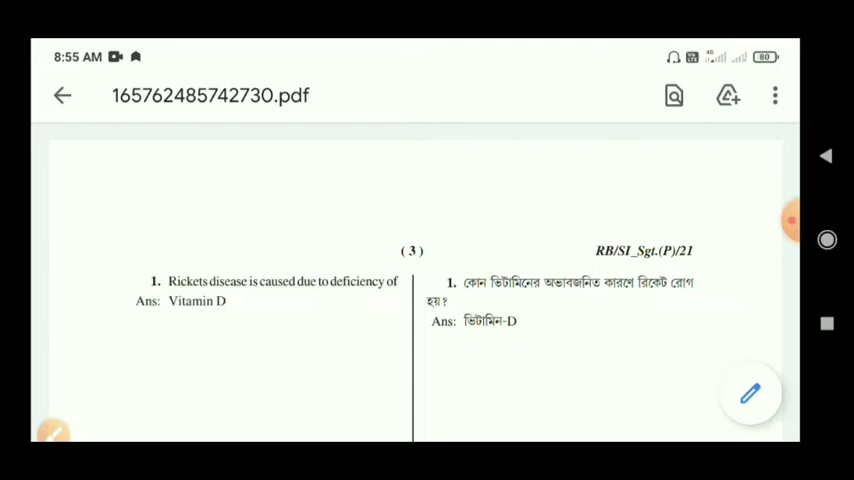 8:55 AM
4G
80
165762485742730.pdf
( 3 )
RB/SI_Sgt.(P)/21
1. Rickets disease is caused due to deficiency of
Ans: Vitamin D
1. কোন ভিটামিনের অভাবজনিত কারণে রিকেট রোগ
হয়?
Ans: ভিটামিন-D